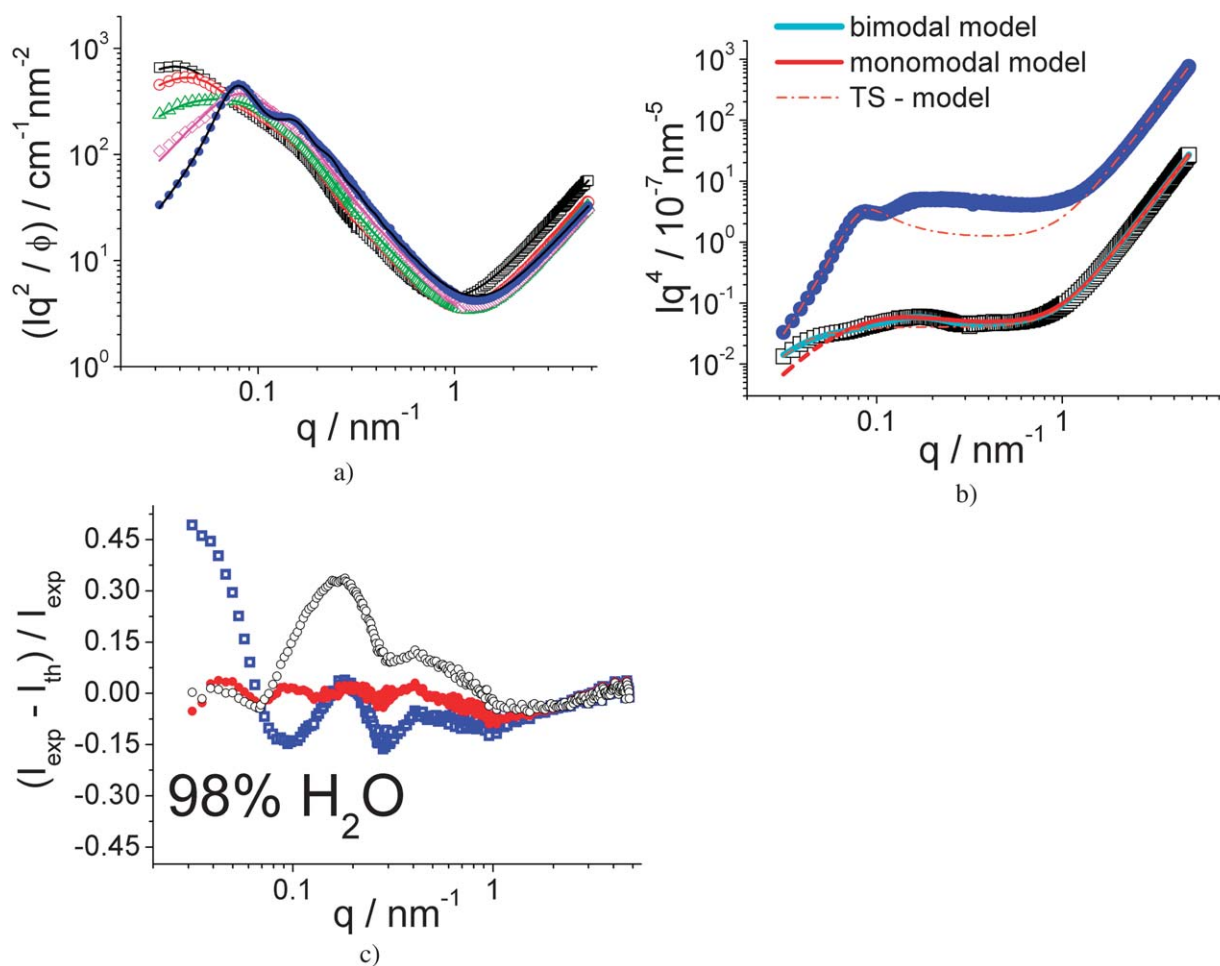 10³
10²
10¹
10⁰
(Iq² / ϕ) / cm⁻¹nm⁻²
0.1
1
q / nm⁻¹
a)
bimodal model
monomodal model
TS - model
10³
10²
10¹
10⁰
10⁻¹
10⁻²
Iq⁴ / 10⁻⁷nm⁻⁵
0.1
1
q / nm⁻¹
b)
0.45
0.30
0.15
0.00
-0.15
-0.30
-0.45
(I_exp - I_th) / I_exp
98% H₂O
0.1
1
q / nm⁻¹
c)